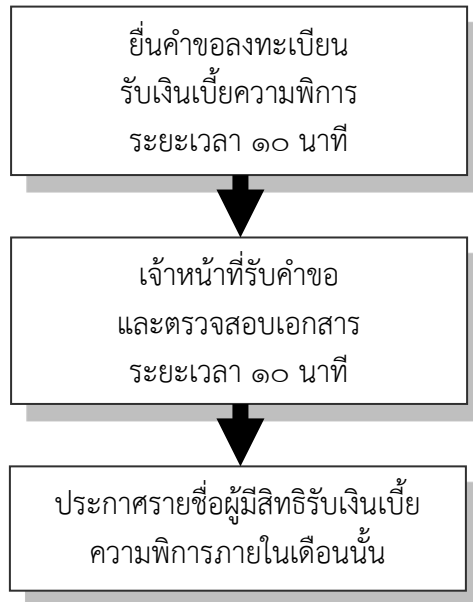 ยื่นคำขอลงทะเบียน
รับเงินเบี้ยความพิการ
ระยะเวลา ๑๐ นาที
เจ้าหน้าที่รับคำขอ
และตรวจสอบเอกสาร
ระยะเวลา ๑๐ นาที
ประกาศรายชื่อผู้มีสิทธิรับเงินเบี้ย
ความพิการภายในเดือนนั้น